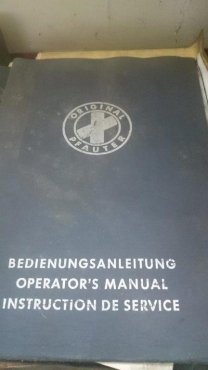 ORIGINAL
PFAUTER
BEDIENUNGSANLEITUNG
OPERATOR'S MANUAL
INSTRUCTION DE SERVICE